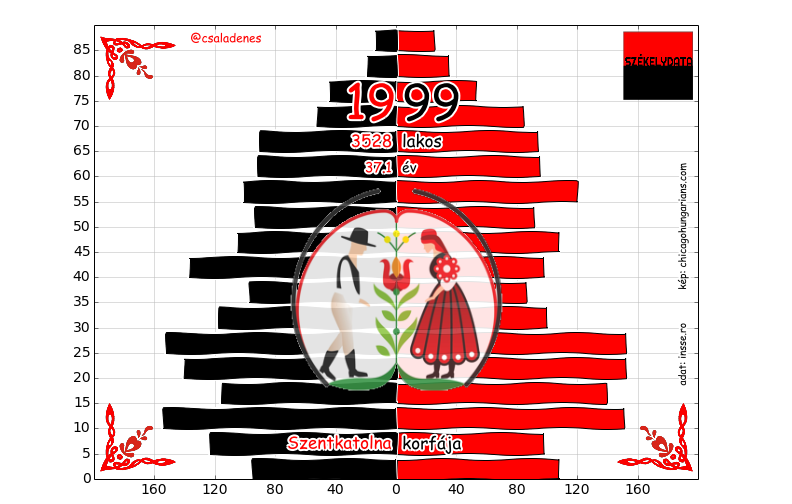 @csaladenes
SZÉKELYDATA
1999
3528 lakos
37.1 év
kép: chicagohungarians.com
adat: insse.ro
Szentkatolna korfája
85
80
75
70
65
60
55
50
45
40
35
30
25
20
15
10
5
0
160 120 80 40 0 40 80 120 160